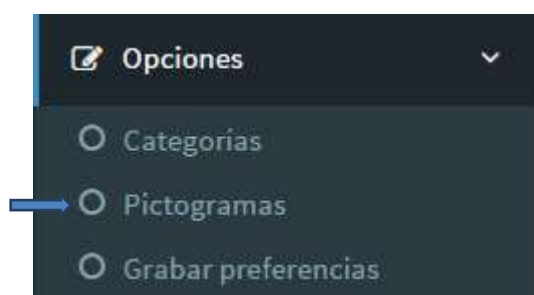 Opciones
Categorías
Pictogramas
Grabar preferencias